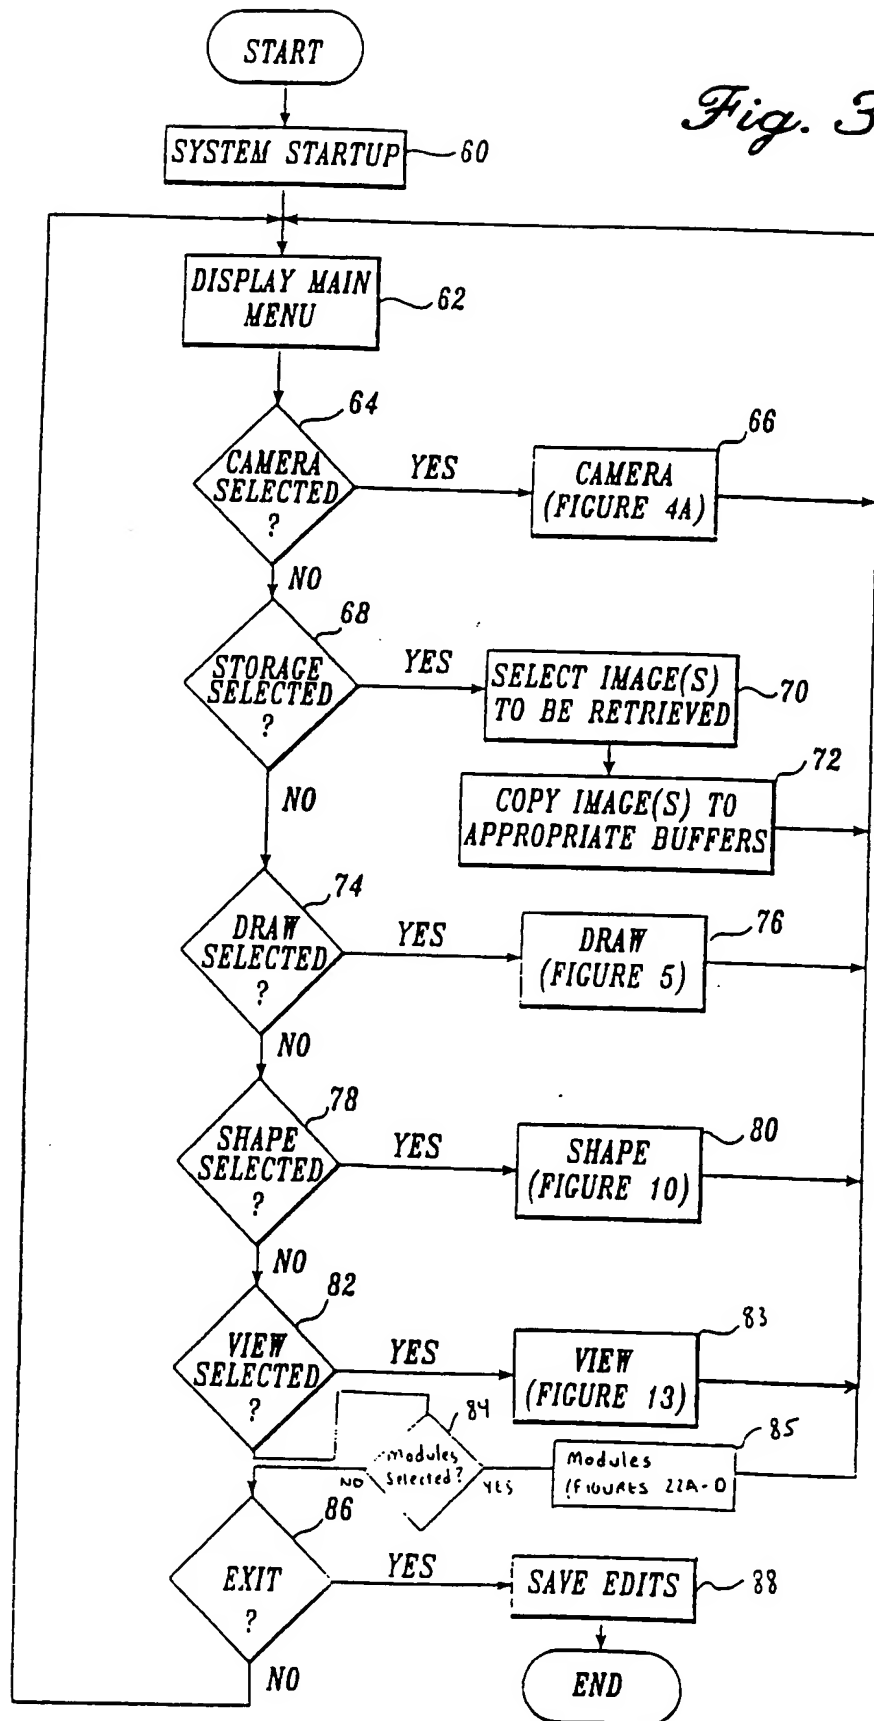 START
Fig. 3
SYSTEM STARTUP
60
DISPLAY MAIN
MENU
62
64
CAMERA
SELECTED
?
YES
66
CAMERA
(FIGURE 4A)
NO
68
STORAGE
SELECTED
?
YES
SELECT IMAGE(S)
TO BE RETRIEVED
70
72
COPY IMAGE(S) TO
APPROPRIATE BUFFERS
NO
74
DRAW
SELECTED
?
YES
76
DRAW
(FIGURE 5)
NO
78
SHAPE
SELECTED
?
YES
80
SHAPE
(FIGURE 10)
NO
82
VIEW
SELECTED
?
YES
83
VIEW
(FIGURE 13)
84
Modules
Selected?
NO
YES
85
Modules
(FIGURES 22A-D
86
EXIT
?
YES
SAVE EDITS
88
NO
END